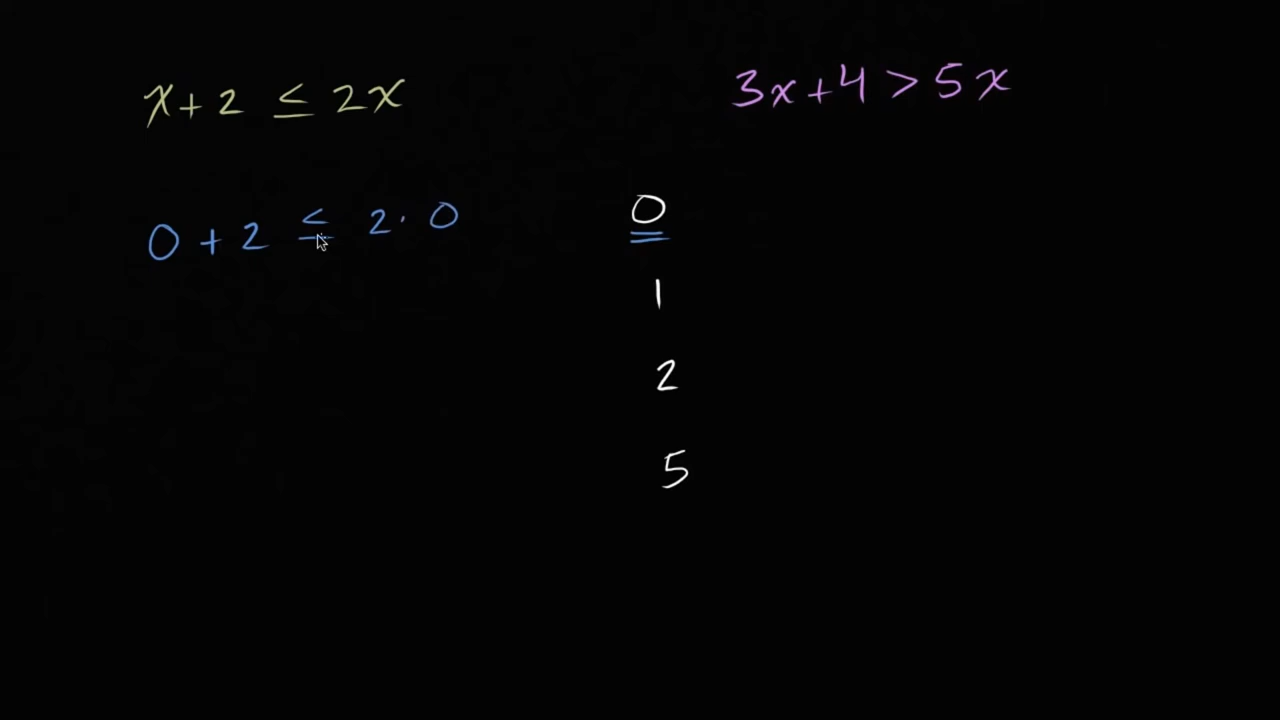 x+2 ≤ 2x
3x+4 > 5x
0 + 2 ≤ 2·0
0
1
2
5